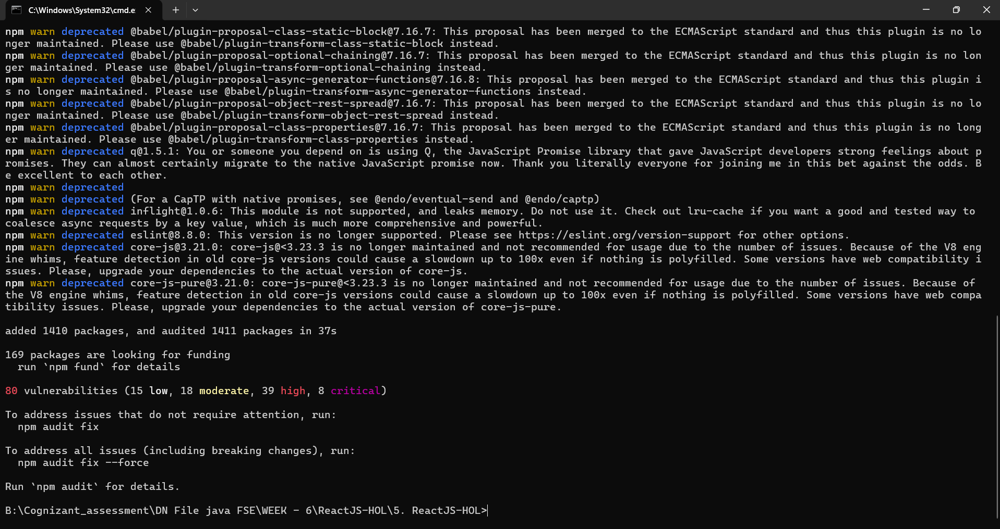 C:\Windows\System32\cmd.e
npm warn deprecated @babel/plugin-proposal-class-static-block@7.16.7: This proposal has been merged to the ECMAScript standard and thus this plugin is no lo
nger maintained. Please use @babel/plugin-transform-class-static-block instead.
npm warn deprecated @babel/plugin-proposal-optional-chaining@7.16.7: This proposal has been merged to the ECMAScript standard and thus this plugin is no lon
ger maintained. Please use @babel/plugin-transform-optional-chaining instead.
npm warn deprecated @babel/plugin-proposal-async-generator-functions@7.16.8: This proposal has been merged to the ECMAScript standard and thus this plugin i
s no longer maintained. Please use @babel/plugin-transform-async-generator-functions instead.
npm warn deprecated @babel/plugin-proposal-object-rest-spread@7.16.7: This proposal has been merged to the ECMAScript standard and thus this plugin is no lo
nger maintained. Please use @babel/plugin-transform-object-rest-spread instead.
npm warn deprecated @babel/plugin-proposal-class-properties@7.16.7: This proposal has been merged to the ECMAScript standard and thus this plugin is no long
er maintained. Please use @babel/plugin-transform-class-properties instead.
npm warn deprecated q@1.5.1: You or someone you depend on is using Q, the JavaScript Promise library that gave JavaScript developers strong feelings about p
romises. They can almost certainly migrate to the native JavaScript promise now. Thank you literally everyone for joining me in this bet against the odds. B
e excellent to each other.
npm warn deprecated
npm warn deprecated (For a CapTP with native promises, see @endo/eventual-send and @endo/captp)
npm warn deprecated inflight@1.0.6: This module is not supported, and leaks memory. Do not use it. Check out lru-cache if you want a good and tested way to
coalesce async requests by a key value, which is much more comprehensive and powerful.
npm warn deprecated eslint@8.8.0: This version is no longer supported. Please see https://eslint.org/version-support for other options.
npm warn deprecated core-js@3.21.0: core-js@<3.23.3 is no longer maintained and not recommended for usage due to the number of issues. Because of the V8 eng
ine whims, feature detection in old core-js versions could cause a slowdown up to 100x even if nothing is polyfilled. Some versions have web compatibility i
ssues. Please, upgrade your dependencies to the actual version of core-js.
npm warn deprecated core-js-pure@3.21.0: core-js-pure@<3.23.3 is no longer maintained and not recommended for usage due to the number of issues. Because of
the V8 engine whims, feature detection in old core-js versions could cause a slowdown up to 100x even if nothing is polyfilled. Some versions have web compa
tibility issues. Please, upgrade your dependencies to the actual version of core-js-pure.
added 1410 packages, and audited 1411 packages in 37s
169 packages are looking for funding
run `npm fund` for details
80 vulnerabilities (15 low, 18 moderate, 39 high, 8 critical)
To address issues that do not require attention, run:
npm audit fix
To address all issues (including breaking changes), run:
npm audit fix --force
Run `npm audit` for details.
B:\Cognizant_assessment\DN File java FSE\WEEK - 6\ReactJS-HOL\5. ReactJS-HOL>